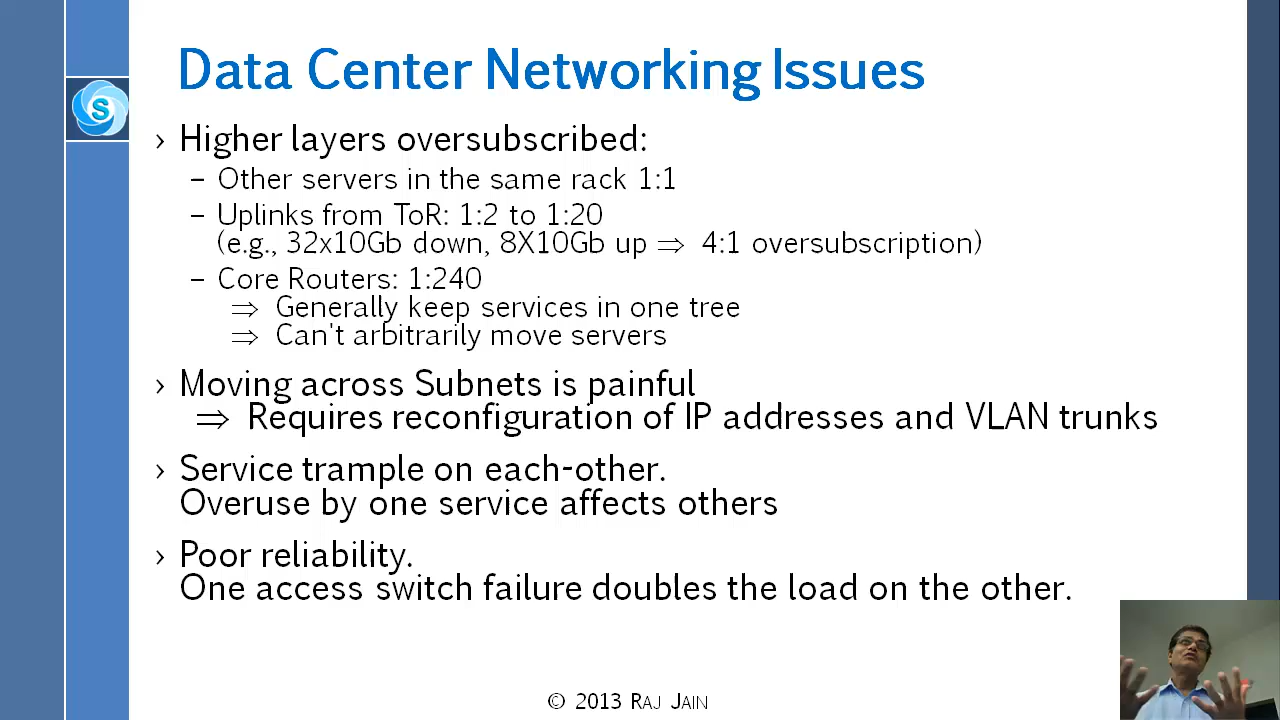 Data Center Networking Issues
S
› Higher layers oversubscribed:
– Other servers in the same rack 1:1
– Uplinks from ToR: 1:2 to 1:20
(e.g., 32x10Gb down, 8X10Gb up ⇒ 4:1 oversubscription)
– Core Routers: 1:240
⇒ Generally keep services in one tree
⇒ Can't arbitrarily move servers
› Moving across Subnets is painful
⇒ Requires reconfiguration of IP addresses and VLAN trunks
› Service trample on each-other.
Overuse by one service affects others
› Poor reliability.
One access switch failure doubles the load on the other.
© 2013 RAJ JAIN